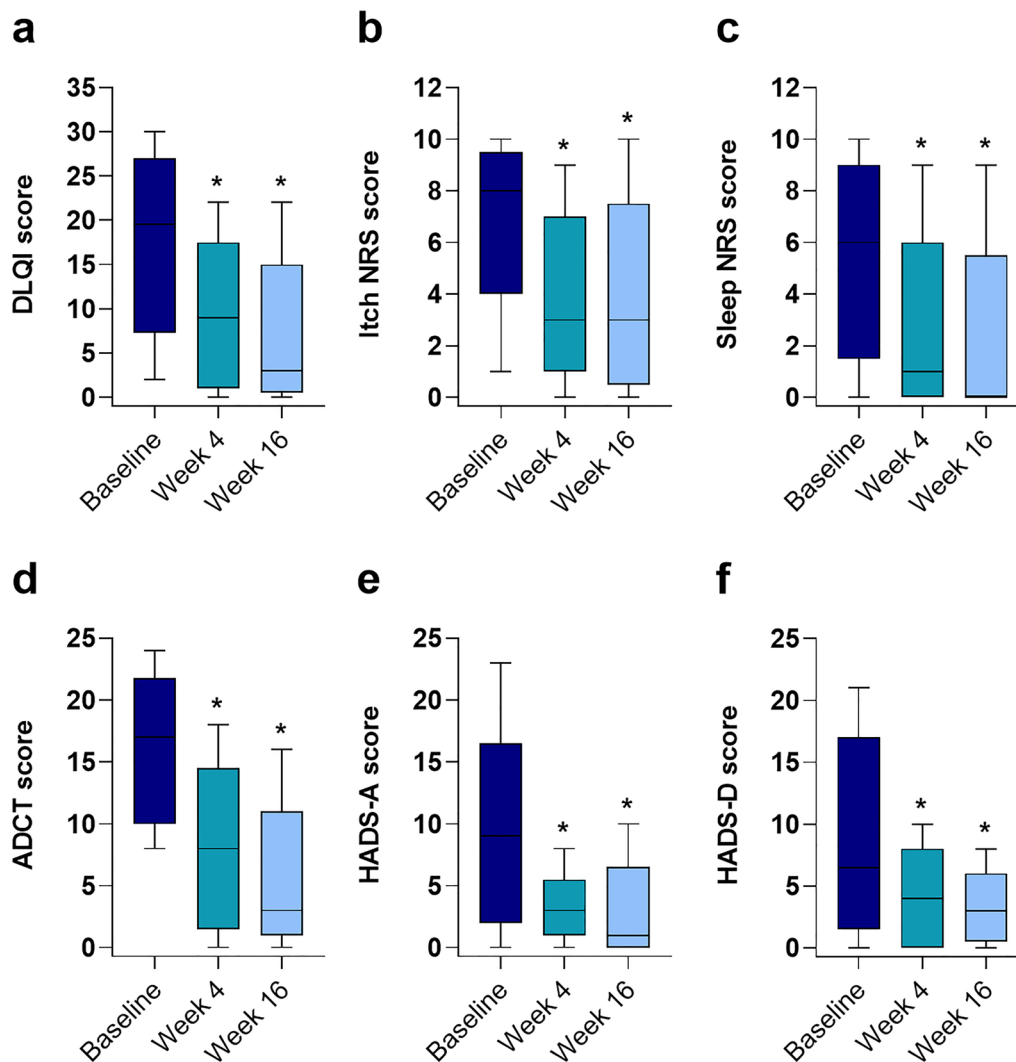 a
DLQI score
35
30
25
20
15
10
5
0
*
*
Baseline
Week 4
Week 16
b
Itch NRS score
12
10
8
6
4
2
0
*
*
Baseline
Week 4
Week 16
c
Sleep NRS score
12
10
8
6
4
2
0
*
*
Baseline
Week 4
Week 16
d
ADCT score
25
20
15
10
5
0
*
*
Baseline
Week 4
Week 16
e
HADS-A score
25
20
15
10
5
0
*
*
Baseline
Week 4
Week 16
f
HADS-D score
25
20
15
10
5
0
*
*
Baseline
Week 4
Week 16